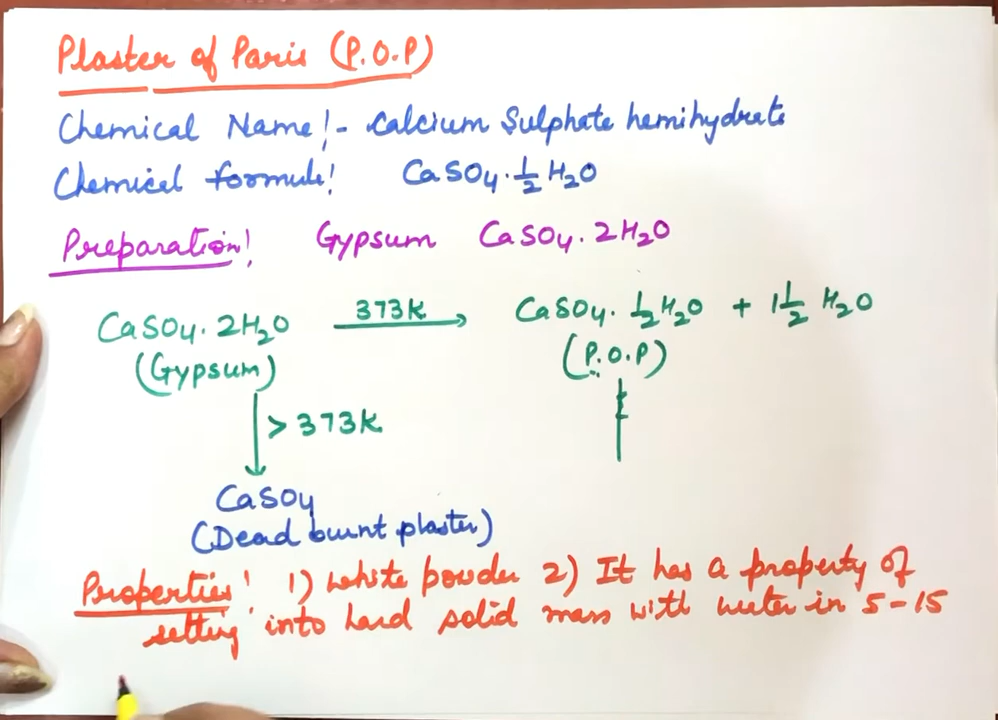 Plaster of Paris (P.O.P)
Chemical Name!- Calcium Sulphate hemihydrate
Chemical formula! CaSO4.½H2O
Preparation! Gypsum CaSO4.2H2O
CaSO4.2H2O 373K CaSO4.½H2O + 1½ H2O
(Gypsum) (P.O.P)
>373K
CaSO4
(Dead burnt plaster)
Properties! 1) White powder 2) It has a property of
setting into hard solid mass with water in 5-15